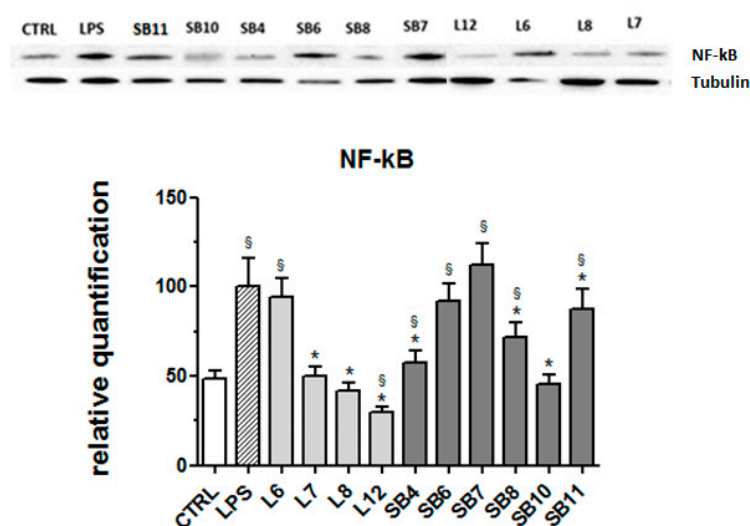 CTRL LPS SB11 SB10 SB4 SB6 SB8 SB7 L12 L6 L8 L7
NF-kB
Tubulin
NF-kB
relative quantification
150
100
50
0
§ § * * § * § * § § § * * § *
CTRL LPS L6 L7 L8 L12 SB4 SB6 SB7 SB8 SB10 SB11